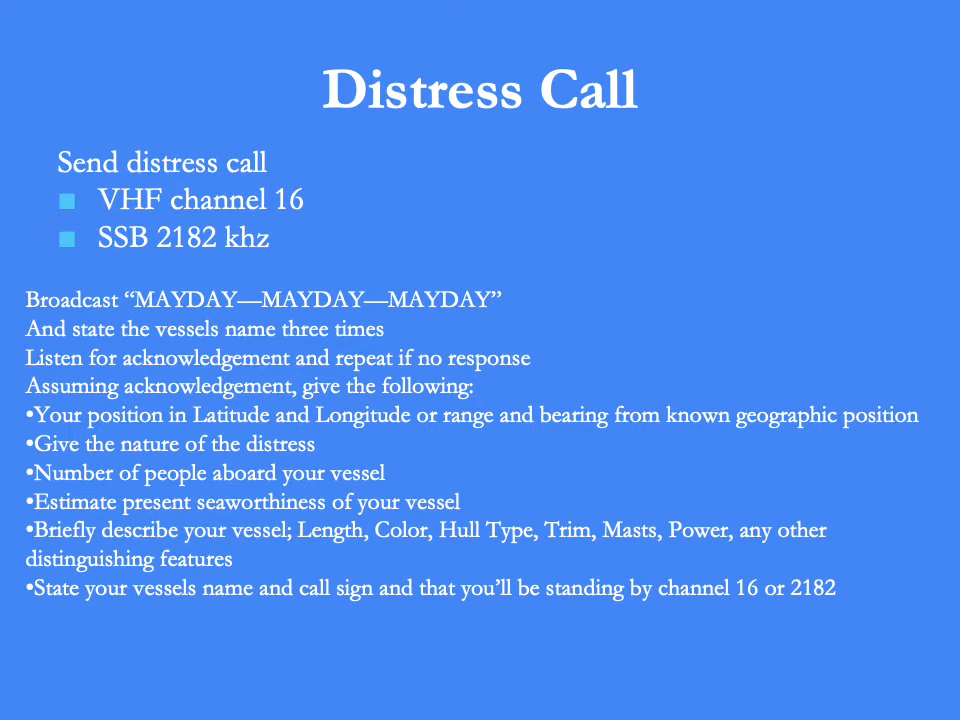 Distress Call
Send distress call
■ VHF channel 16
■ SSB 2182 khz
Broadcast “MAYDAY—MAYDAY—MAYDAY”
And state the vessels name three times
Listen for acknowledgement and repeat if no response
Assuming acknowledgement, give the following:
•Your position in Latitude and Longitude or range and bearing from known geographic position
•Give the nature of the distress
•Number of people aboard your vessel
•Estimate present seaworthiness of your vessel
•Briefly describe your vessel; Length, Color, Hull Type, Trim, Masts, Power, any other
distinguishing features
•State your vessels name and call sign and that you’ll be standing by channel 16 or 2182